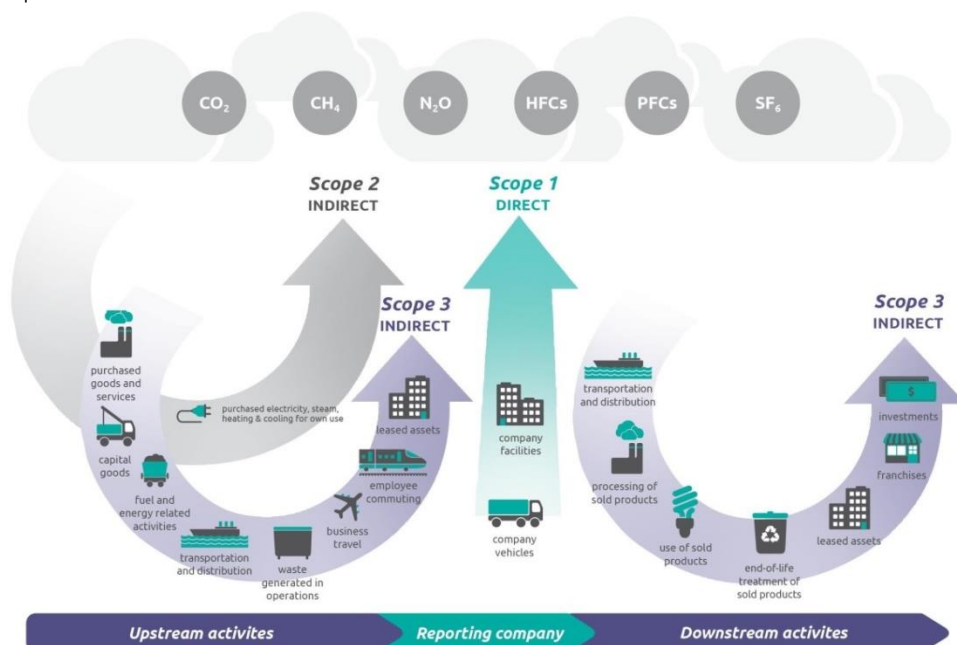 CO₂
CH₄
N₂O
HFCs
PFCs
SF₆
Scope 2
INDIRECT
Scope 1
DIRECT
Scope 3
INDIRECT
Scope 3
INDIRECT
purchased
goods and
services
capital
goods
fuel and
energy related
activities
transportation
and distribution
waste
generated in
operations
business
travel
employee
commuting
leased assets
purchased electricity, steam,
heating & cooling for own use
company
facilities
company
vehicles
transportation
and distribution
processing of
sold products
use of sold
products
end-of-life
treatment of
sold products
leased assets
franchises
investments
$
Upstream activites
Reporting company
Downstream activites